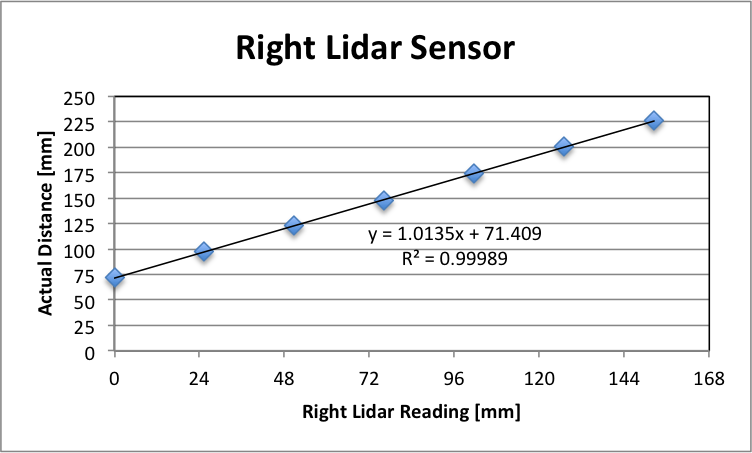 Right Lidar Sensor
250
225
200
175
150
125
100
75
50
25
0
Actual Distance [mm]
y = 1.0135x + 71.409
R² = 0.99989
0 24 48 72 96 120 144 168
Right Lidar Reading [mm]